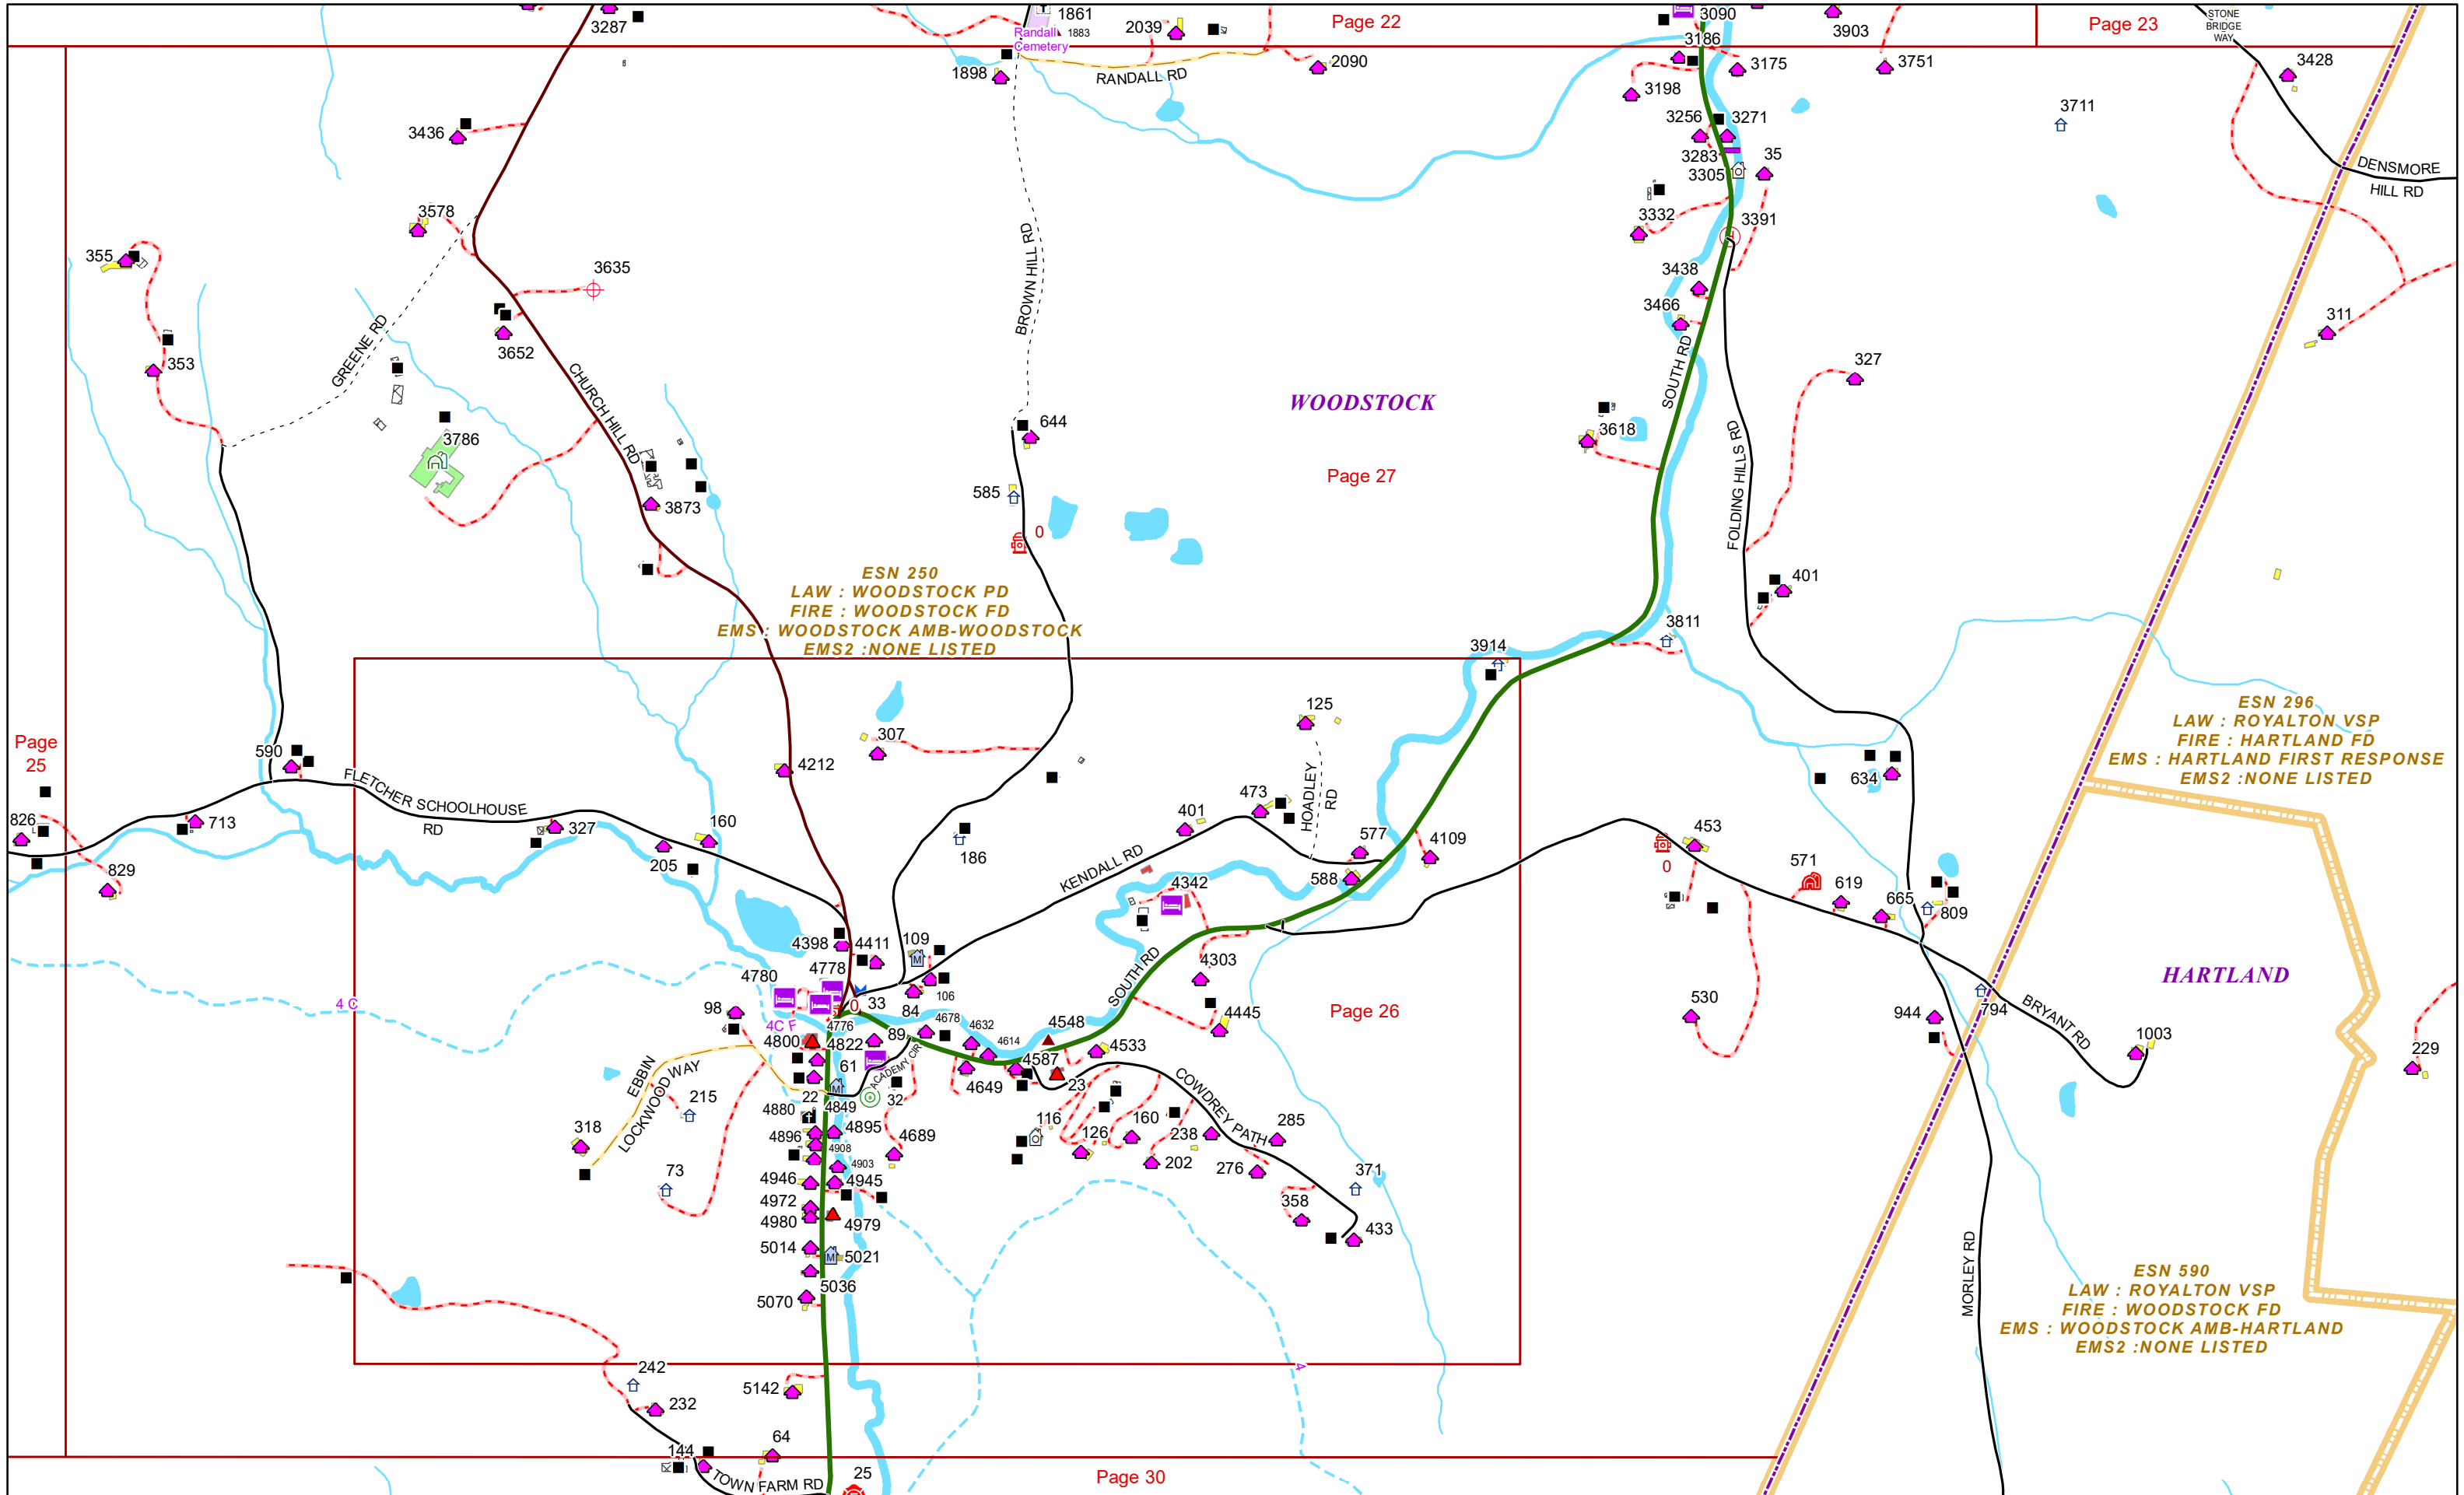 3287
1861
Randall
Cemetery
1883
2039
Page 22
3090
3903
Page 23
STONE
BRIDGE
WAY
1898
RANDALL RD
2090
3186
3175
3198
3751
3428
3436
3256
3271
3711
3283
3305
35
DENSMORE
HILL RD
3578
3332
3391
355
3635
BROWN HILL RD
3438
3466
311
GREENE RD
3652
353
CHURCH HILL RD
SOUTH RD
327
WOODSTOCK
644
3618
3786
FOLDING HILLS RD
Page 27
585
3873
0
ESN 250
LAW : WOODSTOCK PD
FIRE : WOODSTOCK FD
EMS : WOODSTOCK AMB-WOODSTOCK
EMS2 :NONE LISTED
401
3811
3914
125
ESN 296
LAW : ROYALTON VSP
FIRE : HARTLAND FD
EMS : HARTLAND FIRST RESPONSE
EMS2 :NONE LISTED
Page
25
590
307
4212
634
FLETCHER SCHOOLHOUSE
RD
473
HOADLEY
RD
826
713
327
160
401
205
186
577
4109
453
0
KENDALL RD
829
571
588
4342
619
665
809
4398
4411
109
M
4780
4778
SOUTH RD
4303
HARTLAND
4 C
98
0
33
84
106
4C F
4776
4678
4632
Page 26
530
944
794
BRYANT RD
4800
4822
89
4614
4548
4445
4533
1003
EBBIN
LOCKWOOD WAY
61
ACADEMY CIR
4587
229
M
4649
23
COWDREY PATH
215
22
4849
32
4880
116
160
285
318
4896
4895
4689
126
238
4908
202
276
73
4903
371
4946
4945
4972
358
4980
4979
433
5014
M
5021
MORLEY RD
5036
5070
ESN 590
LAW : ROYALTON VSP
FIRE : WOODSTOCK FD
EMS : WOODSTOCK AMB-HARTLAND
EMS2 :NONE LISTED
242
4
5142
232
64
144
TOWN FARM RD
25
Page 30